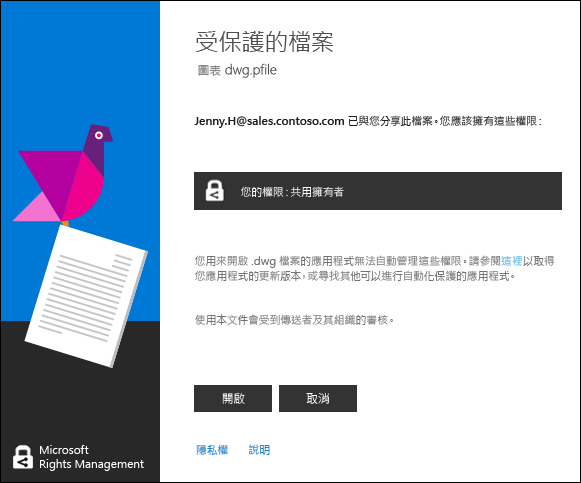 受保護的檔案
圖表 dwg.pfile
Jenny.H@sales.contoso.com 已與您分享此檔案。您應該擁有這些權限：
您的權限：共用擁有者
您用來開啟 .dwg 檔案的應用程式無法自動管理這些權限。請參閱這裡以取得
您應用程式的更新版本，或尋找其他可以進行自動化保護的應用程式。
使用本文件會受到傳送者及其組織的審核。
開啟 取消
隱私權 說明
Microsoft
Rights Management